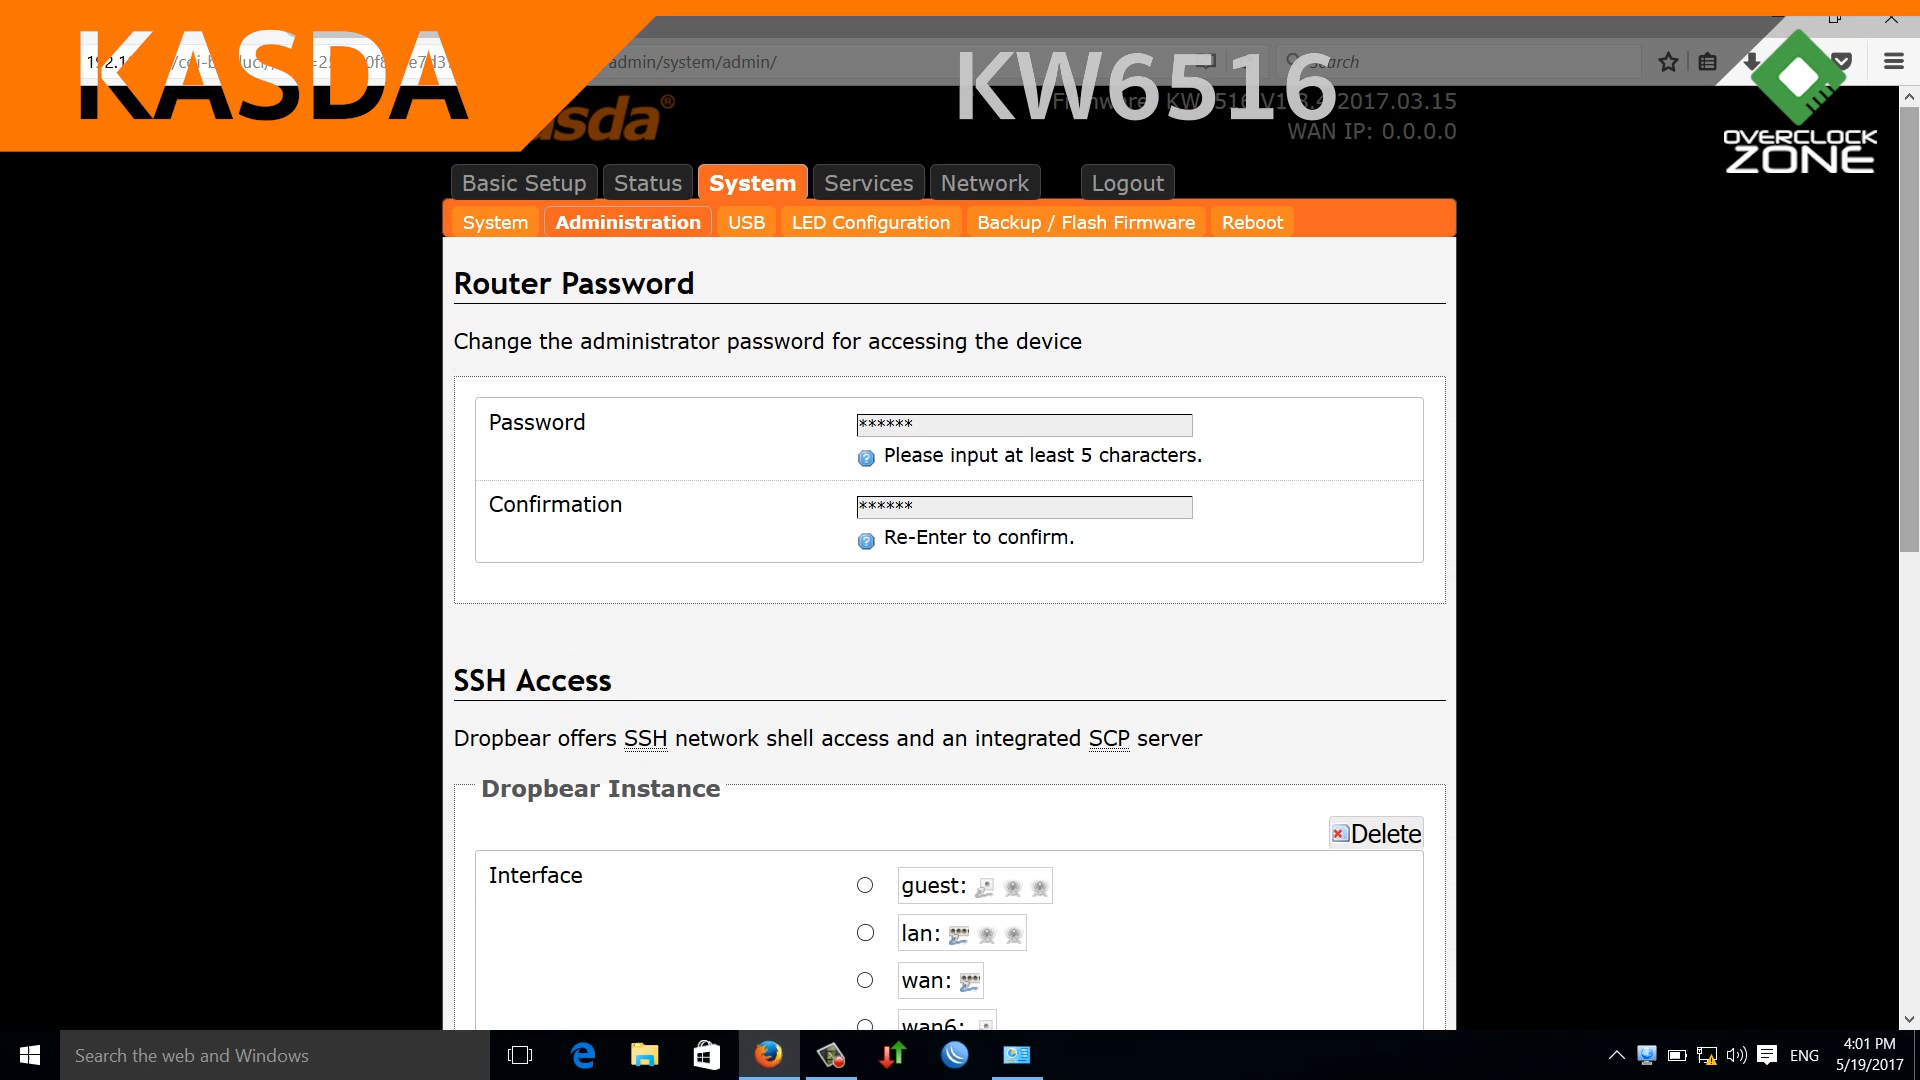 KASDA
KW6516
admin/system/admin/
Search
asda®
2017.03.15
WAN IP: 0.0.0.0
OVERCLOCK
ZONE
Basic Setup Status System Services Network Logout
System Administration USB LED Configuration Backup / Flash Firmware Reboot
Router Password
Change the administrator password for accessing the device
Password ******
Please input at least 5 characters.
Confirmation ******
Re-Enter to confirm.
SSH Access
Dropbear offers SSH network shell access and an integrated SCP server
Dropbear Instance
Delete
Interface
guest:
lan:
wan:
wan6:
Search the web and Windows
ENG
4:01 PM
5/19/2017